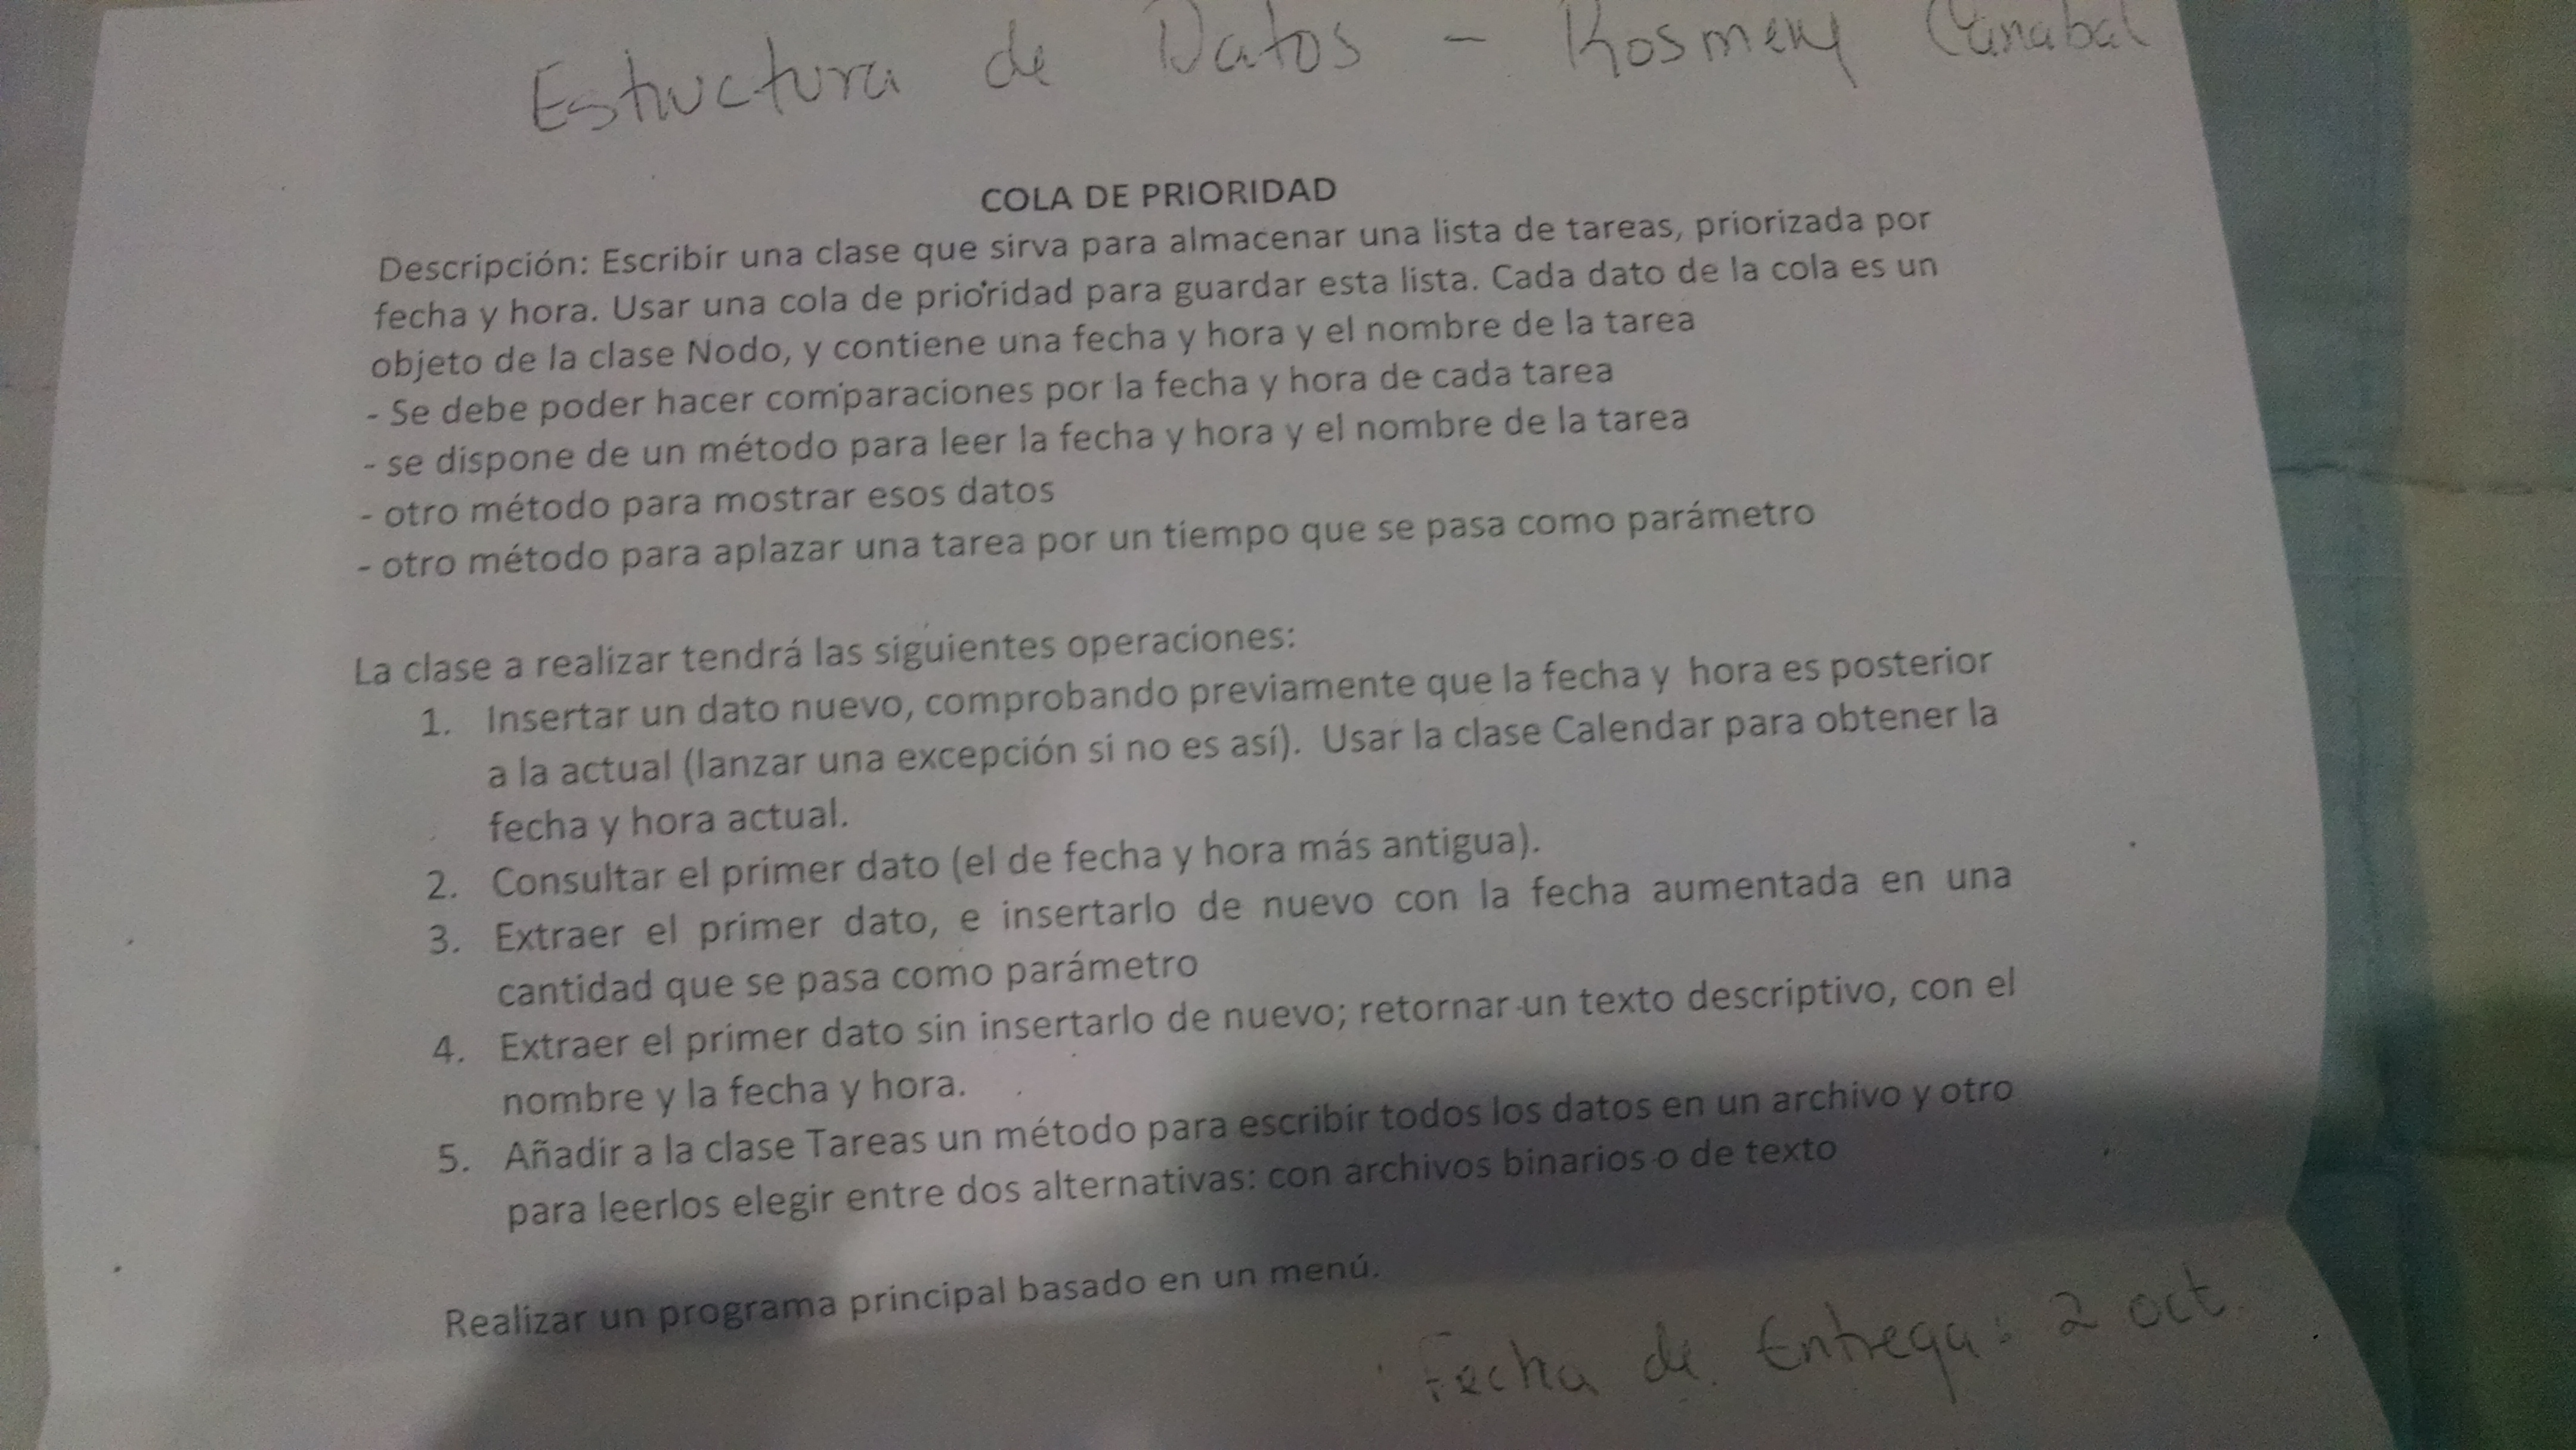 Estructura de Datos - Rosmery Canabal
COLA DE PRIORIDAD
Descripción: Escribir una clase que sirva para almacenar una lista de tareas, priorizada por
fecha y hora. Usar una cola de prioridad para guardar esta lista. Cada dato de la cola es un
objeto de la clase Nodo, y contiene una fecha y hora y el nombre de la tarea
- Se debe poder hacer comparaciones por la fecha y hora de cada tarea
- se dispone de un método para leer la fecha y hora y el nombre de la tarea
- otro método para mostrar esos datos
- otro método para aplazar una tarea por un tiempo que se pasa como parámetro
La clase a realizar tendrá las siguientes operaciones:
1. Insertar un dato nuevo, comprobando previamente que la fecha y hora es posterior
a la actual (lanzar una excepción si no es así). Usar la clase Calendar para obtener la
fecha y hora actual.
2. Consultar el primer dato (el de fecha y hora más antigua).
3. Extraer el primer dato, e insertarlo de nuevo con la fecha aumentada en una
cantidad que se pasa como parámetro
4. Extraer el primer dato sin insertarlo de nuevo; retornar un texto descriptivo, con el
nombre y la fecha y hora.
5. Añadir a la clase Tareas un método para escribir todos los datos en un archivo y otro
para leerlos elegir entre dos alternativas: con archivos binarios o de texto
Realizar un programa principal basado en un menú.
Fecha de Entrega: 2 oct.